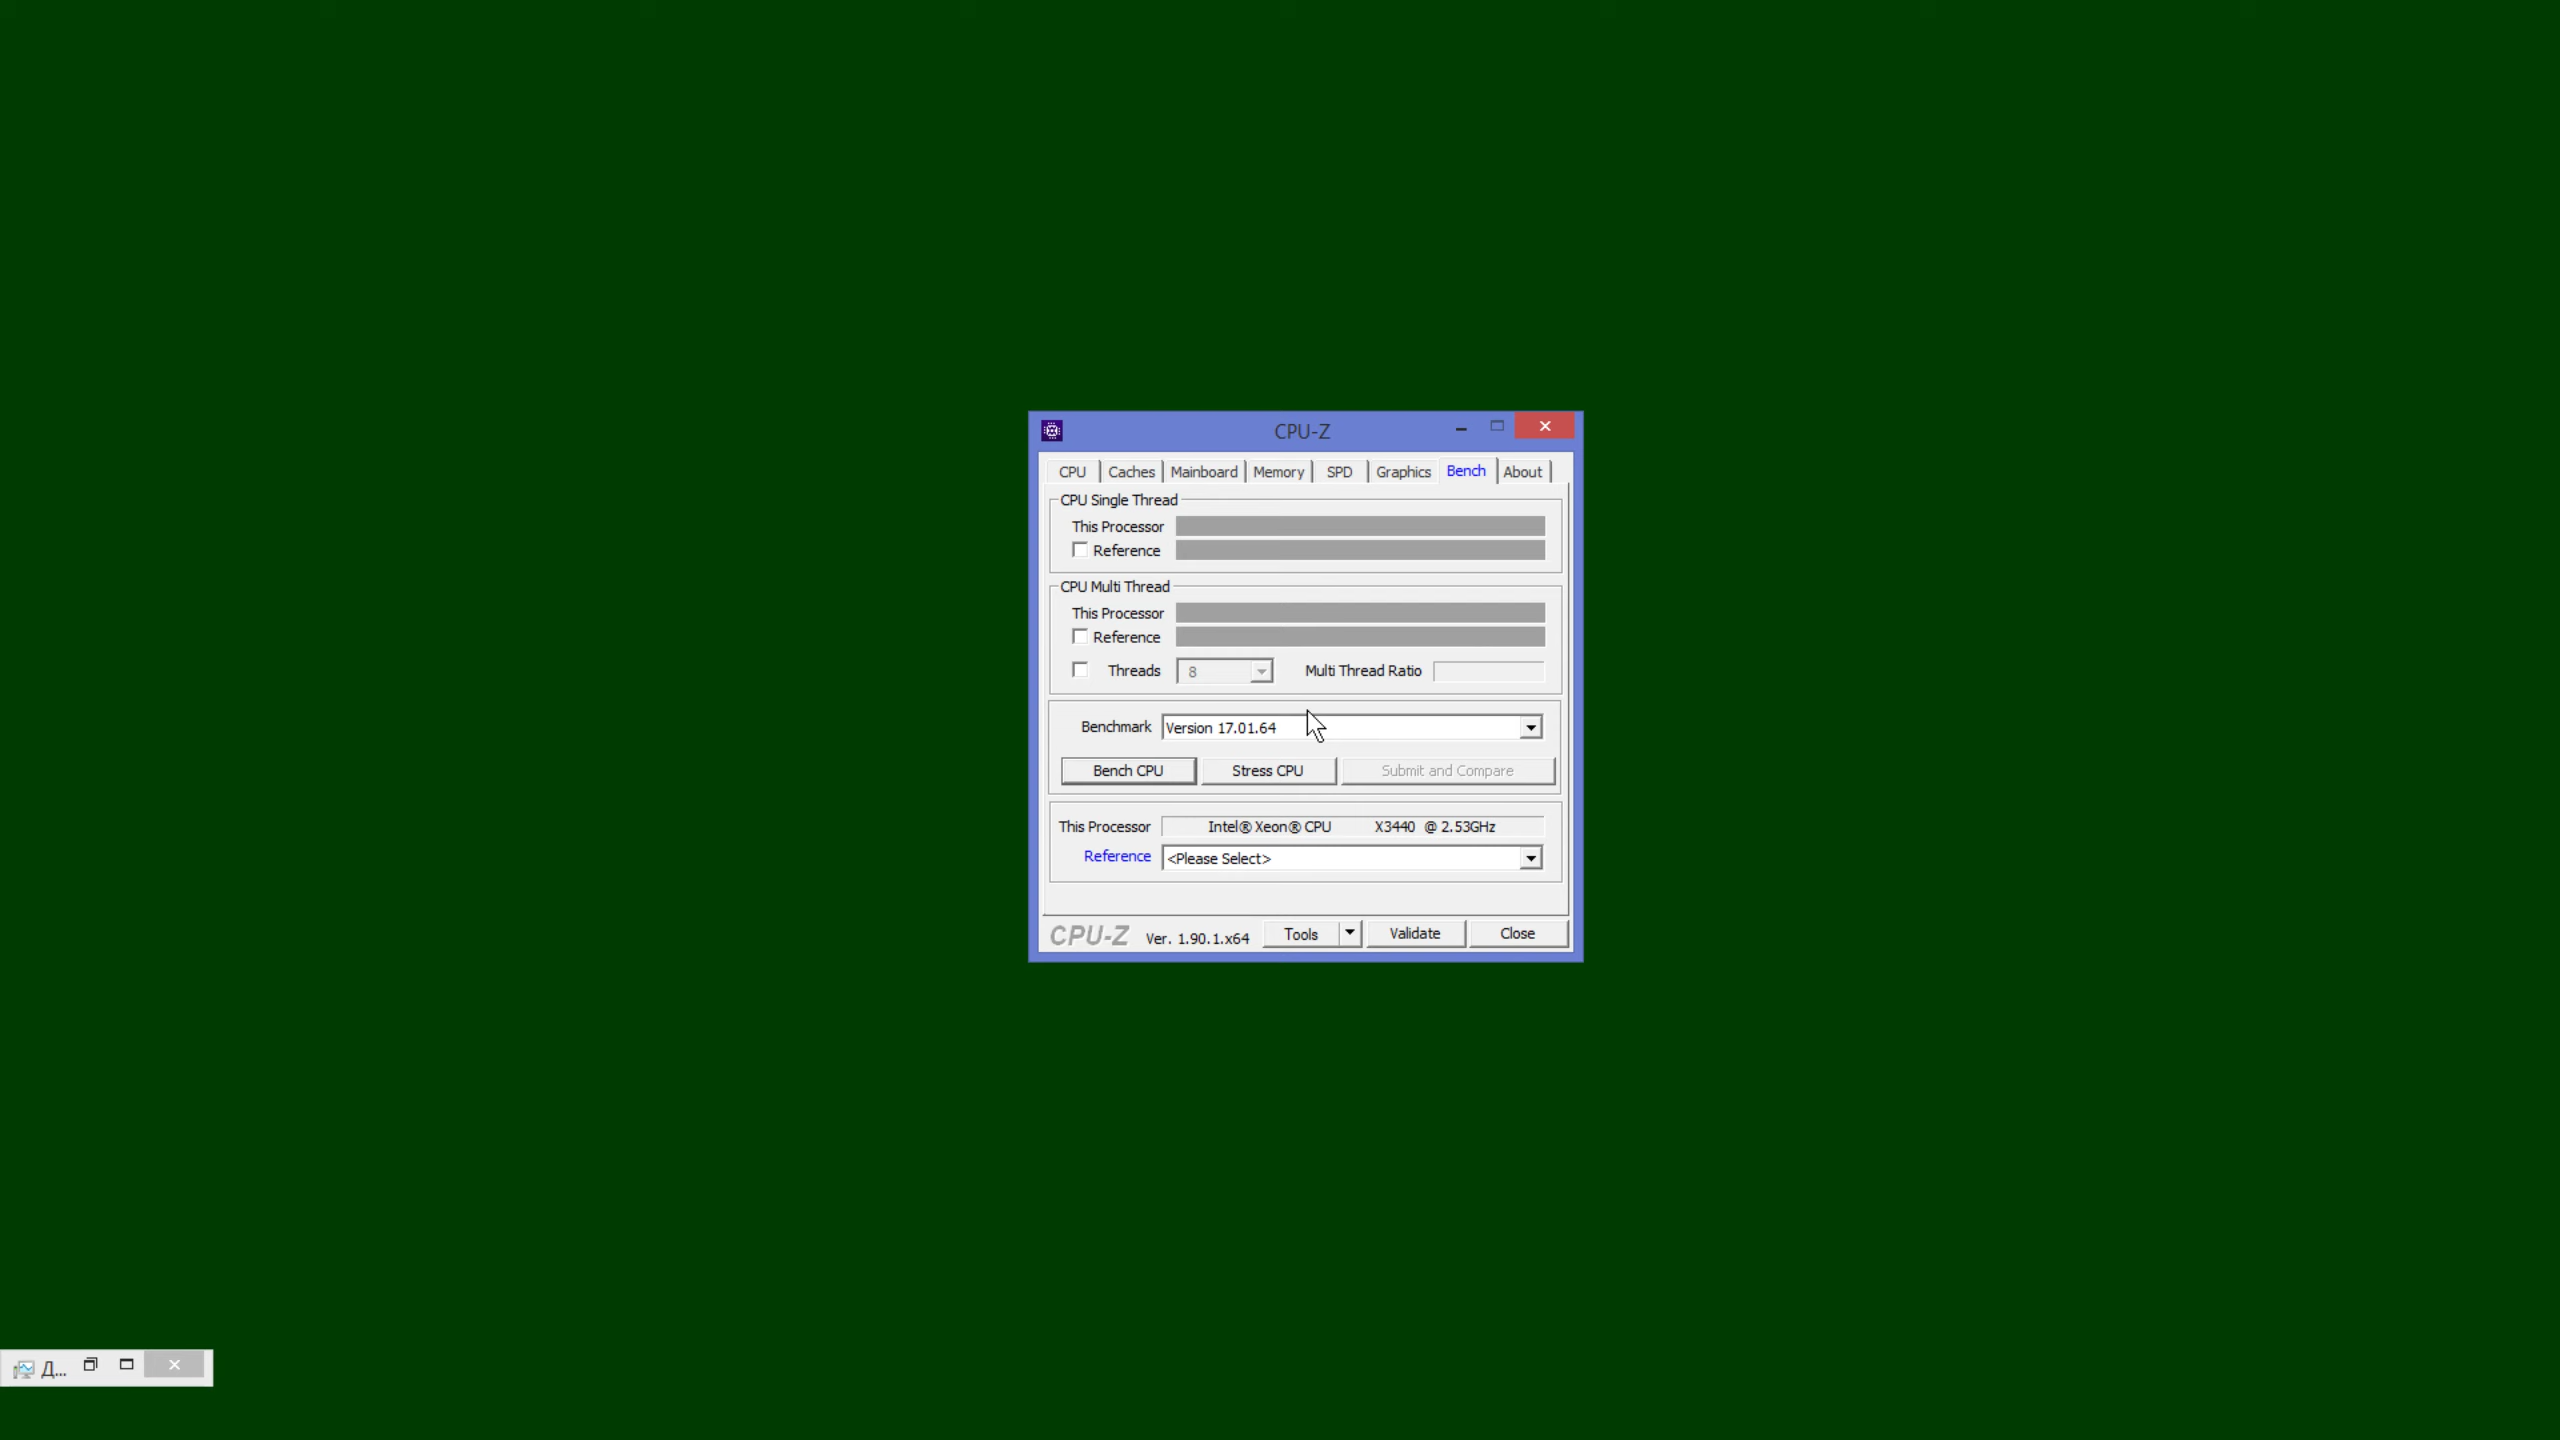 CPU-Z
CPU Caches Mainboard Memory SPD Graphics Bench About
CPU Single Thread
This Processor
Reference
CPU Multi Thread
This Processor
Reference
Threads 8 Multi Thread Ratio
Benchmark Version 17.01.64
Bench CPU Stress CPU Submit and Compare
This Processor Intel® Xeon® CPU X3440 @ 2.53GHz
Reference <Please Select>
CPU-Z Ver. 1.90.1.x64 Tools Validate Close
Д...